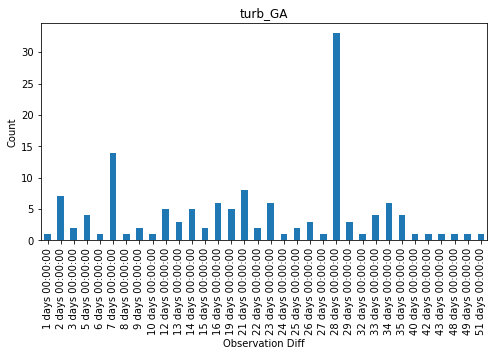 turb_GA
Count
30
25
20
15
10
5
0
1 days 00:00:00
2 days 00:00:00
3 days 00:00:00
5 days 00:00:00
6 days 00:00:00
7 days 00:00:00
8 days 00:00:00
9 days 00:00:00
10 days 00:00:00
12 days 00:00:00
13 days 00:00:00
14 days 00:00:00
15 days 00:00:00
16 days 00:00:00
19 days 00:00:00
21 days 00:00:00
22 days 00:00:00
23 days 00:00:00
24 days 00:00:00
25 days 00:00:00
26 days 00:00:00
27 days 00:00:00
28 days 00:00:00
29 days 00:00:00
32 days 00:00:00
33 days 00:00:00
34 days 00:00:00
35 days 00:00:00
40 days 00:00:00
42 days 00:00:00
43 days 00:00:00
48 days 00:00:00
49 days 00:00:00
51 days 00:00:00
Observation Diff